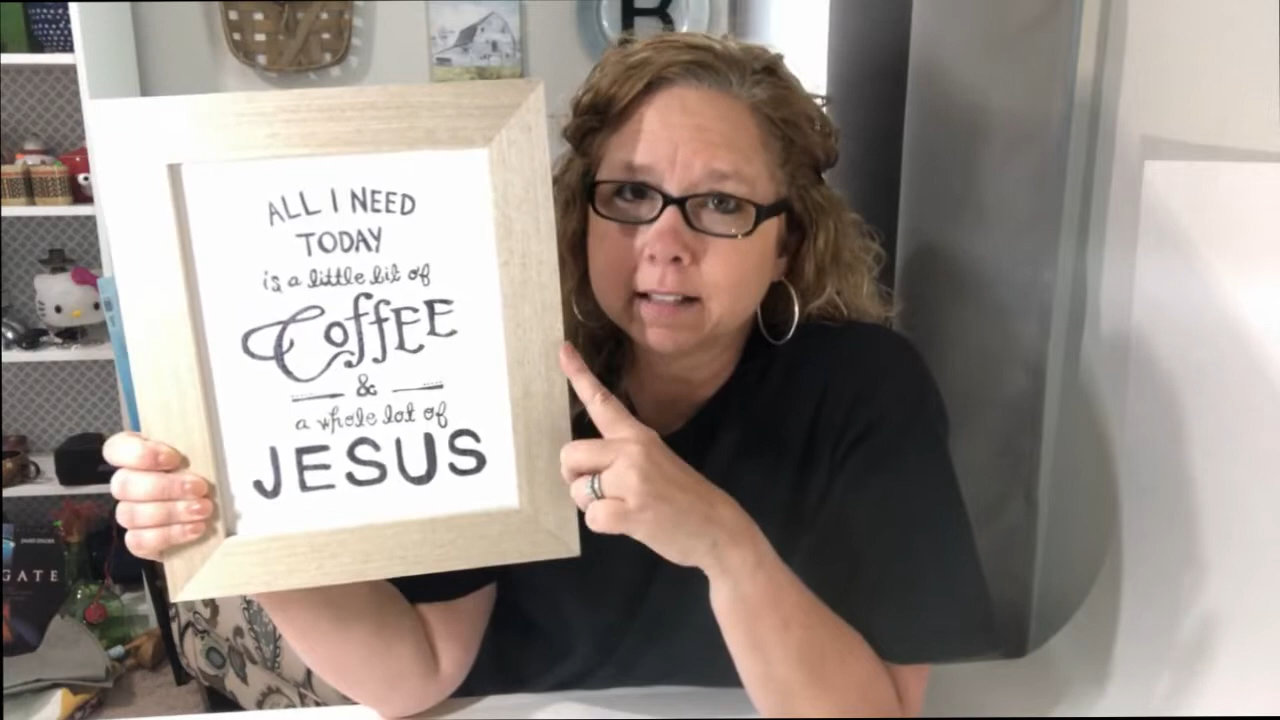 R
ALL I NEED
TODAY
is a little bit of
COFFEE
&
a whole lot of
JESUS
GATE